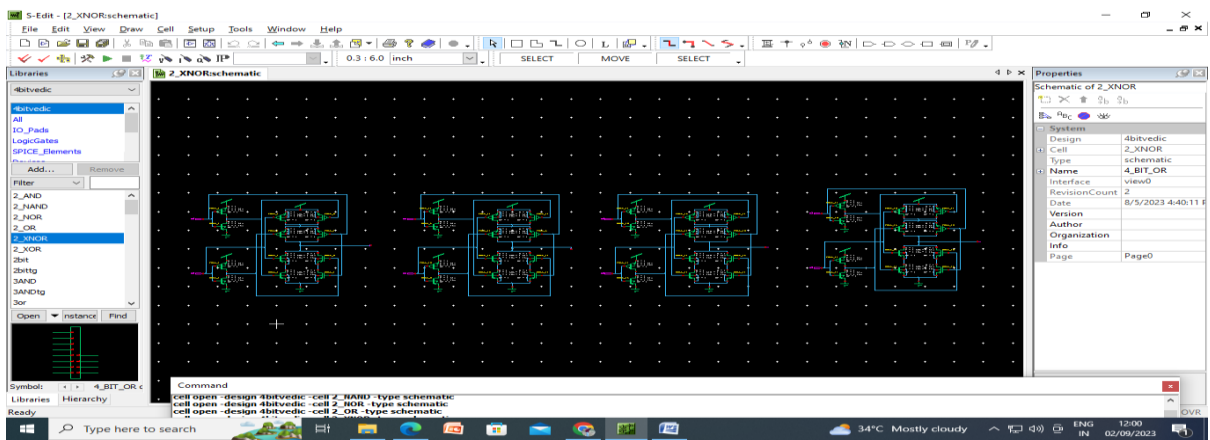 S-Edit - [2_XNOR:schematic]
File Edit View Draw Cell Setup Tools Window Help
0.3 : 6.0 inch SELECT MOVE SELECT
Libraries
2_XNOR:schematic
Properties
4bitvedic
Schematic of 2_XNOR
4bitvedic
All
IO_Pads
LogicGates
SPICE_Elements
Add... Remove
Filter
2_AND
2_NAND
2_NOR
2_OR
2_XNOR
2_XOR
2bit
2bittg
3AND
3ANDtg
3or
Open nstance Find
Symbol: 4_BIT_OR
Libraries Hierarchy
Ready
System
Design 4bitvedic
Cell 2_XNOR
Type schematic
Name 4_BIT_OR
Interface view0
RevisionCount 2
Date 8/5/2023 4:40:11
Version
Author
Organization
Info
Page Page0
Command
cell open -design 4bitvedic -cell 2_NAND -type schematic
cell open -design 4bitvedic -cell 2_NOR -type schematic
cell open -design 4bitvedic -cell 2_OR -type schematic
OVR
Type here to search
34°C Mostly cloudy
ENG
IN
12:00
02/09/2023